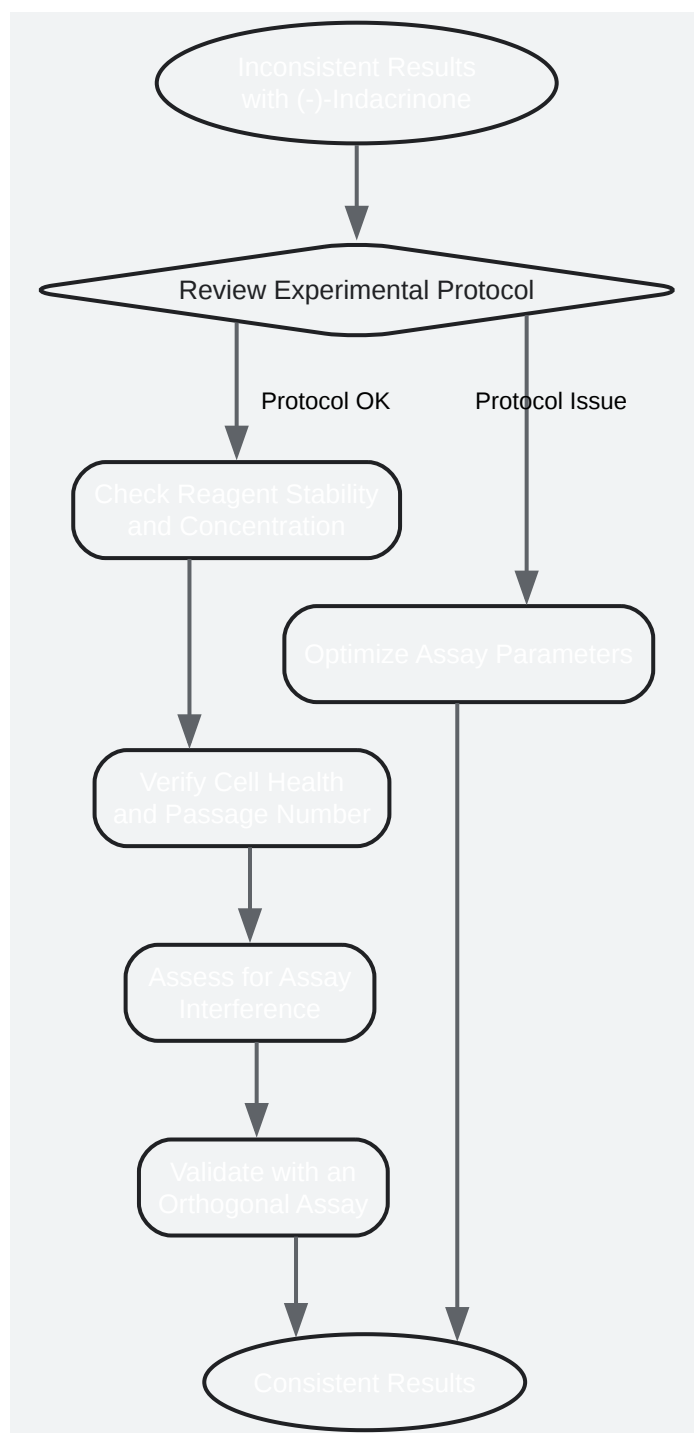 Inconsistent Results
with (-)-Indacrinone
Review Experimental Protocol
Protocol OK
Protocol Issue
Check Reagent Stability
and Concentration
Optimize Assay Parameters
Verify Cell Health
and Passage Number
Assess for Assay
Interference
Validate with an
Orthogonal Assay
Consistent Results